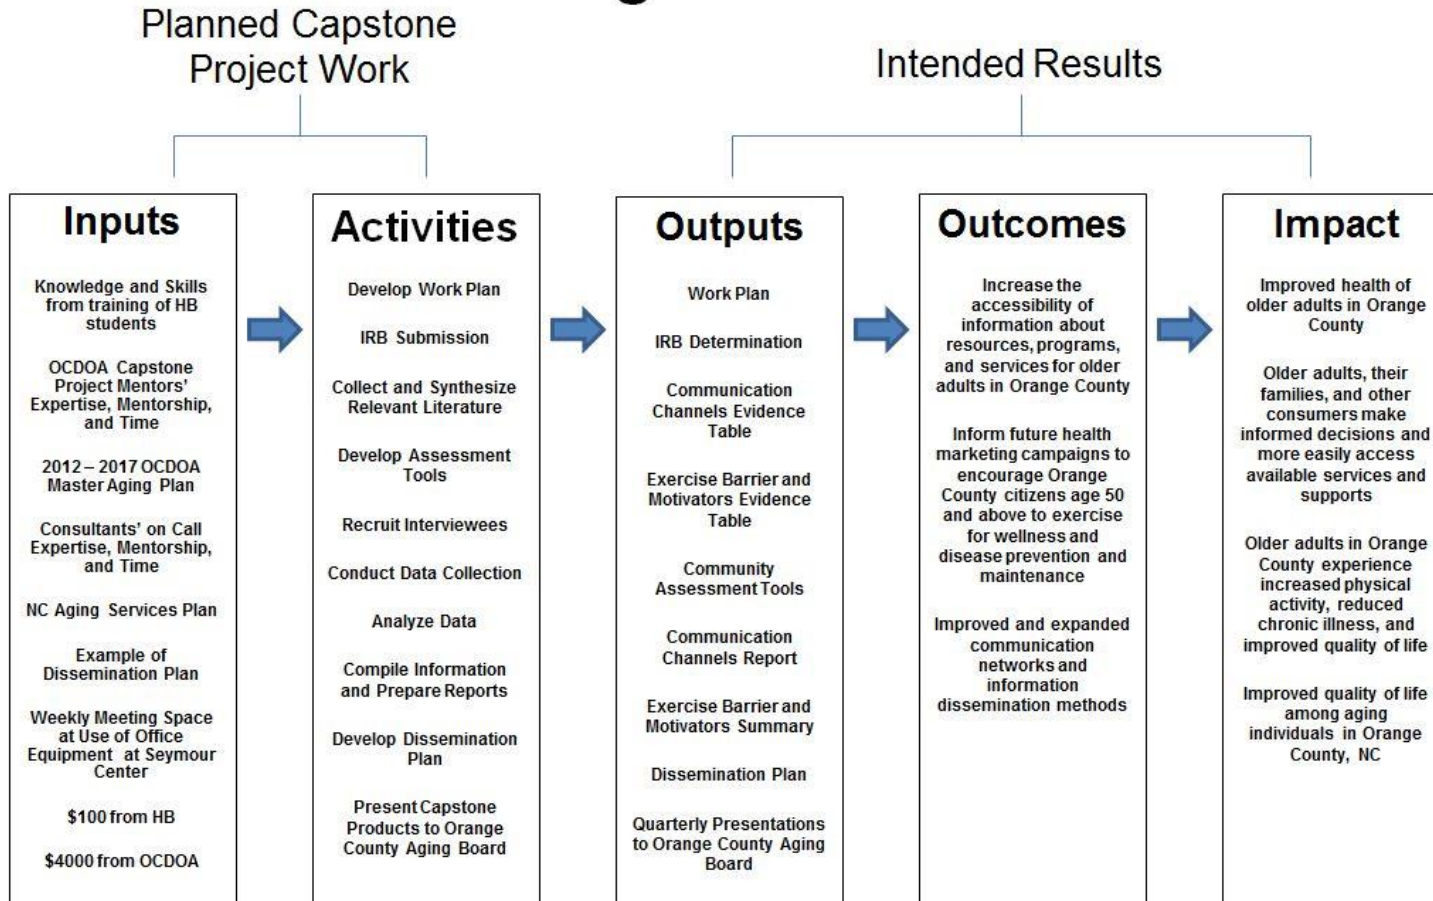 Planned Capstone
Project Work
Intended Results
Inputs
Knowledge and Skills
from training of HB
students
OCDOA Capstone
Project Mentors'
Expertise, Mentorship,
and Time
2012 – 2017 OCDOA
Master Aging Plan
Consultants' on Call
Expertise, Mentorship,
and Time
NC Aging Services Plan
Example of
Dissemination Plan
Weekly Meeting Space
at Use of Office
Equipment at Seymour
Center
$100 from HB
$4000 from OCDOA
Activities
Develop Work Plan
IRB Submission
Collect and Synthesize
Relevant Literature
Develop Assessment
Tools
Recruit Interviewees
Conduct Data Collection
Analyze Data
Compile Information
and Prepare Reports
Develop Dissemination
Plan
Present Capstone
Products to Orange
County Aging Board
Outputs
Work Plan
IRB Determination
Communication
Channels Evidence
Table
Exercise Barrier and
Motivators Evidence
Table
Community
Assessment Tools
Communication
Channels Report
Exercise Barrier and
Motivators Summary
Dissemination Plan
Quarterly Presentations
to Orange County Aging
Board
Outcomes
Increase the
accessibility of
information about
resources, programs,
and services for older
adults in Orange County
Inform future health
marketing campaigns to
encourage Orange
County citizens age 50
and above to exercise
for wellness and
disease prevention and
maintenance
Improved and expanded
communication
networks and
information
dissemination methods
Impact
Improved health of
older adults in Orange
County
Older adults, their
families, and other
consumers make
informed decisions and
more easily access
available services and
supports
Older adults in Orange
County experience
increased physical
activity, reduced
chronic illness, and
improved quality of life
Improved quality of life
among aging
individuals in Orange
County, NC